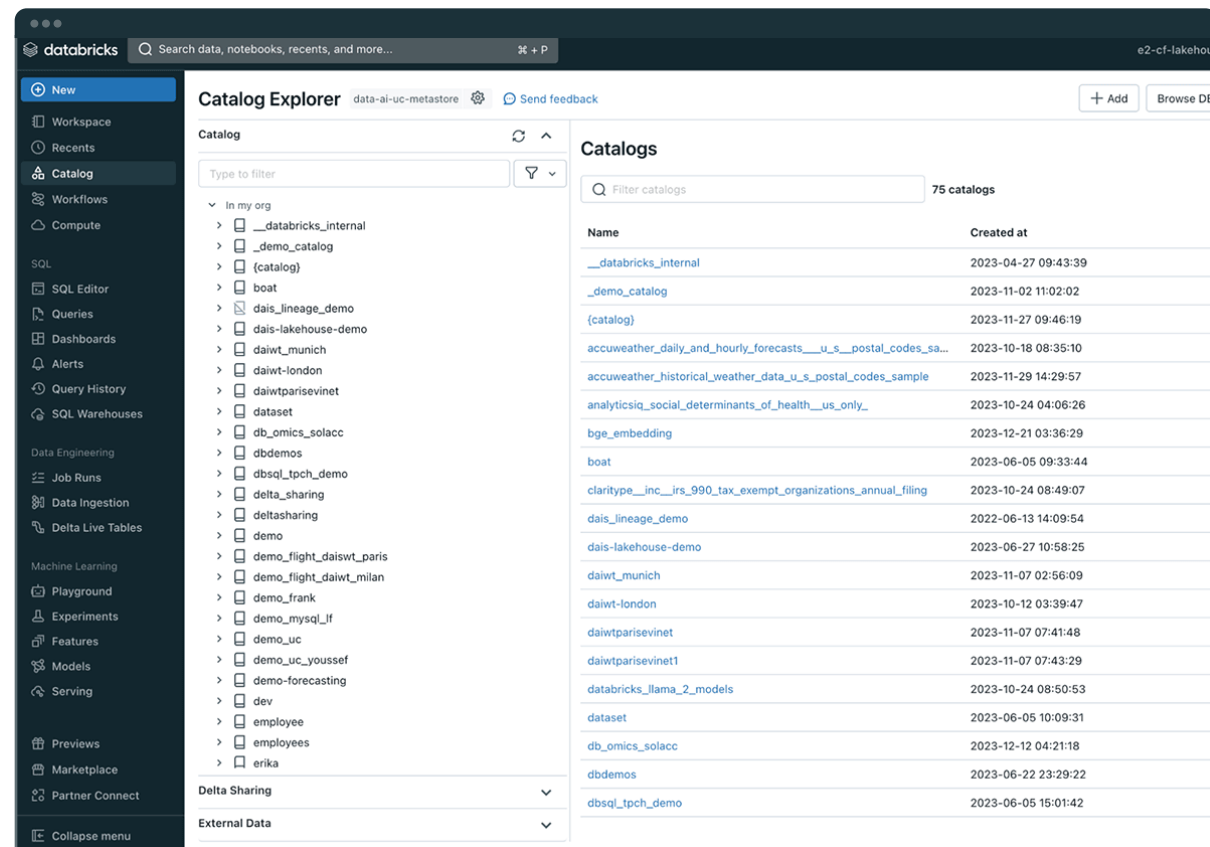 databricks
Search data, notebooks, recents, and more... ⌘ + P
e2-cf-lakehou
New
Workspace
Recents
Catalog
Workflows
Compute
SQL
SQL Editor
Queries
Dashboards
Alerts
Query History
SQL Warehouses
Data Engineering
Job Runs
Data Ingestion
Delta Live Tables
Machine Learning
Playground
Experiments
Features
Models
Serving
Previews
Marketplace
Partner Connect
Collapse menu
Catalog Explorer data-ai-uc-metastore Send feedback
+ Add Browse DB
Catalog
Type to filter
In my org
__databricks_internal
_demo_catalog
{catalog}
boat
dais_lineage_demo
dais-lakehouse-demo
daiwt_munich
daiwt-london
daiwtparisevinet
dataset
db_omics_solacc
dbdemos
dbsql_tpch_demo
delta_sharing
deltasharing
demo
demo_flight_daiswt_paris
demo_flight_daiwt_milan
demo_frank
demo_mysql_lf
demo_uc
demo_uc_youssef
demo-forecasting
dev
employee
employees
erika
Delta Sharing
External Data
Catalogs
Filter catalogs 75 catalogs
Name Created at
__databricks_internal 2023-04-27 09:43:39
_demo_catalog 2023-11-02 11:02:02
{catalog} 2023-11-27 09:46:19
accuweather_daily_and_hourly_forecasts___u_s__postal_codes_sa... 2023-10-18 08:35:10
accuweather_historical_weather_data_u_s_postal_codes_sample 2023-11-29 14:29:57
analyticsiq_social_determinants_of_health__us_only_ 2023-10-24 04:06:26
bge_embedding 2023-12-21 03:36:29
boat 2023-06-05 09:33:44
claritype__inc__irs_990_tax_exempt_organizations_annual_filing 2023-10-24 08:49:07
dais_lineage_demo 2022-06-13 14:09:54
dais-lakehouse-demo 2023-06-27 10:58:25
daiwt_munich 2023-11-07 02:56:09
daiwt-london 2023-10-12 03:39:47
daiwtparisevinet 2023-11-07 07:41:48
daiwtparisevinet1 2023-11-07 07:43:29
databricks_llama_2_models 2023-10-24 08:50:53
dataset 2023-06-05 10:09:31
db_omics_solacc 2023-12-12 04:21:18
dbdemos 2023-06-22 23:29:22
dbsql_tpch_demo 2023-06-05 15:01:42